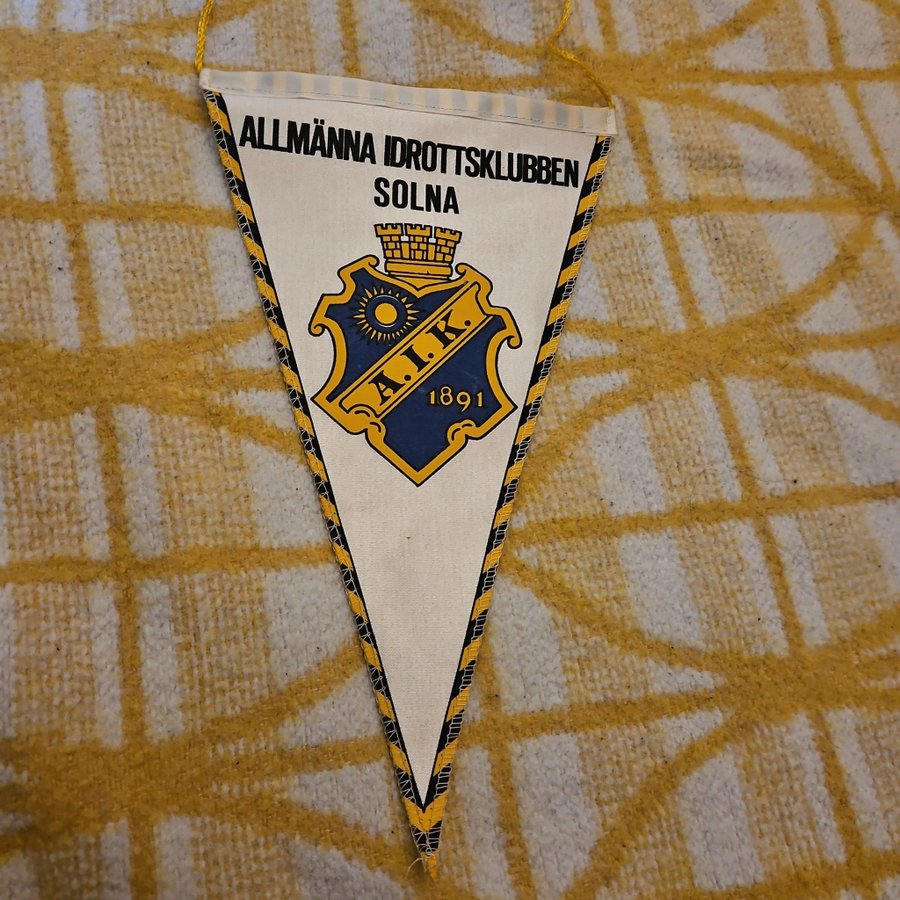 ALLMÄNNA IDROTTSKLUBBEN
SOLNA
A.I.K.
1891